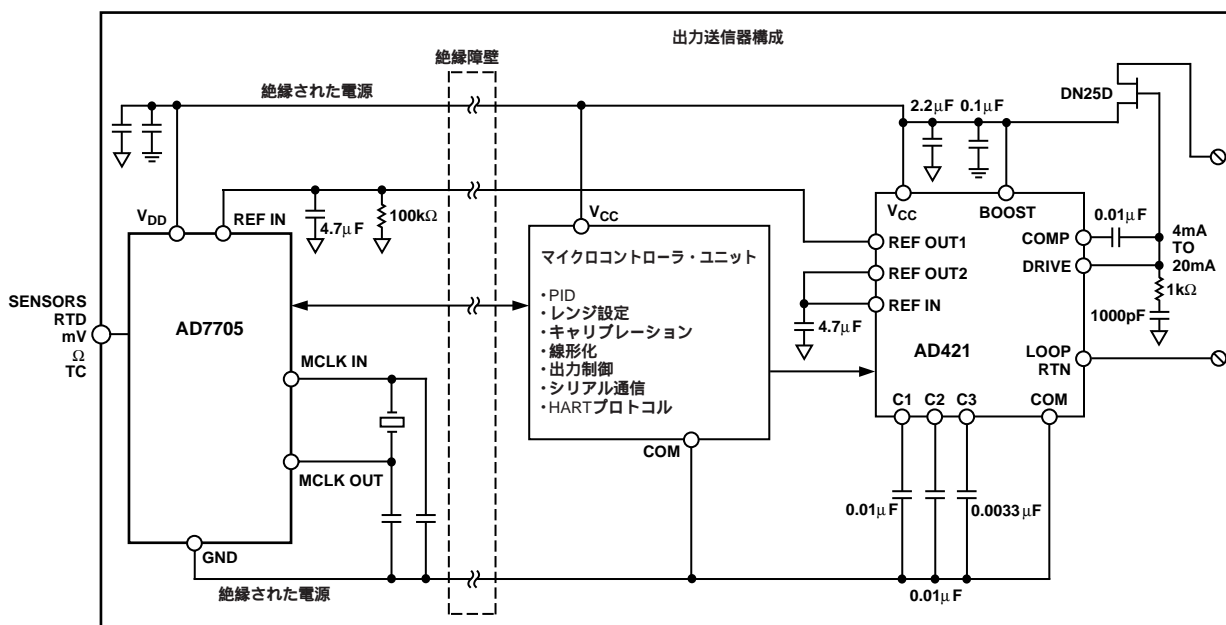 出力送信器構成
絶縁障壁
絶縁された電源
DN25D
2.2μF
0.1μF
VDD
REF IN
4.7μF
100kΩ
VCC
VCC
BOOST
0.01μF
COMP
4mA
TO
20mA
DRIVE
1kΩ
1000pF
LOOP
RTN
REF OUT1
REF OUT2
REF IN
4.7μF
AD421
マイクロコントローラ・ユニット
・PID
・レンジ設定
・キャリブレーション
・線形化
・出力制御
・シリアル通信
・HARTプロトコル
COM
SENSORS
RTD
mV
Ω
TC
AD7705
MCLK IN
MCLK OUT
GND
C1
C2
C3
COM
0.01μF
0.0033μF
0.01μF
絶縁された電源